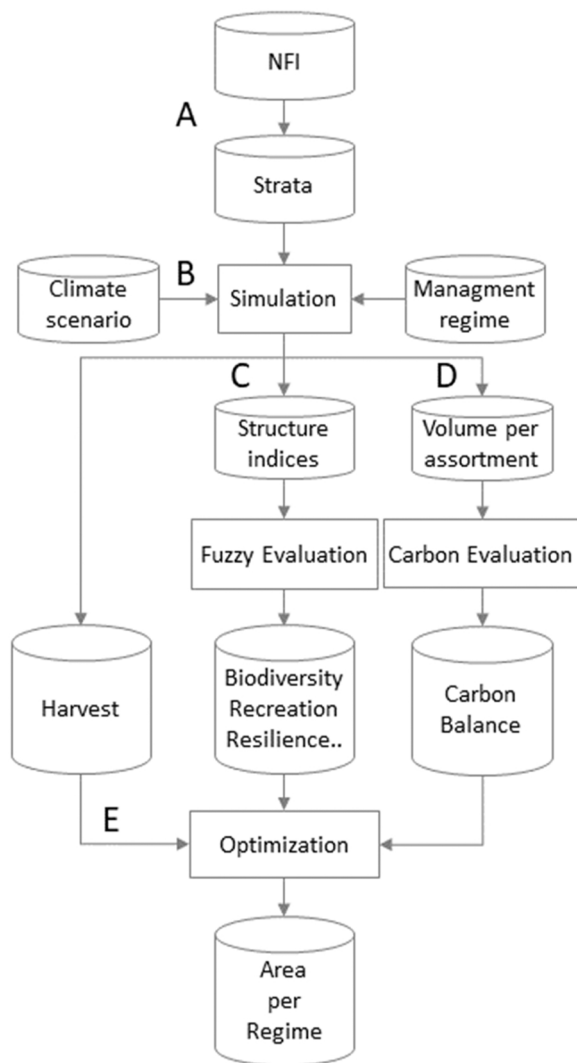 NFI
A
Strata
B
Climate
scenario
Simulation
Managment
regime
C
D
Structure
indices
Volume per
assortment
Fuzzy Evaluation
Carbon Evaluation
Harvest
Biodiversity
Recreation
Resilience..
Carbon
Balance
E
Optimization
Area
per
Regime